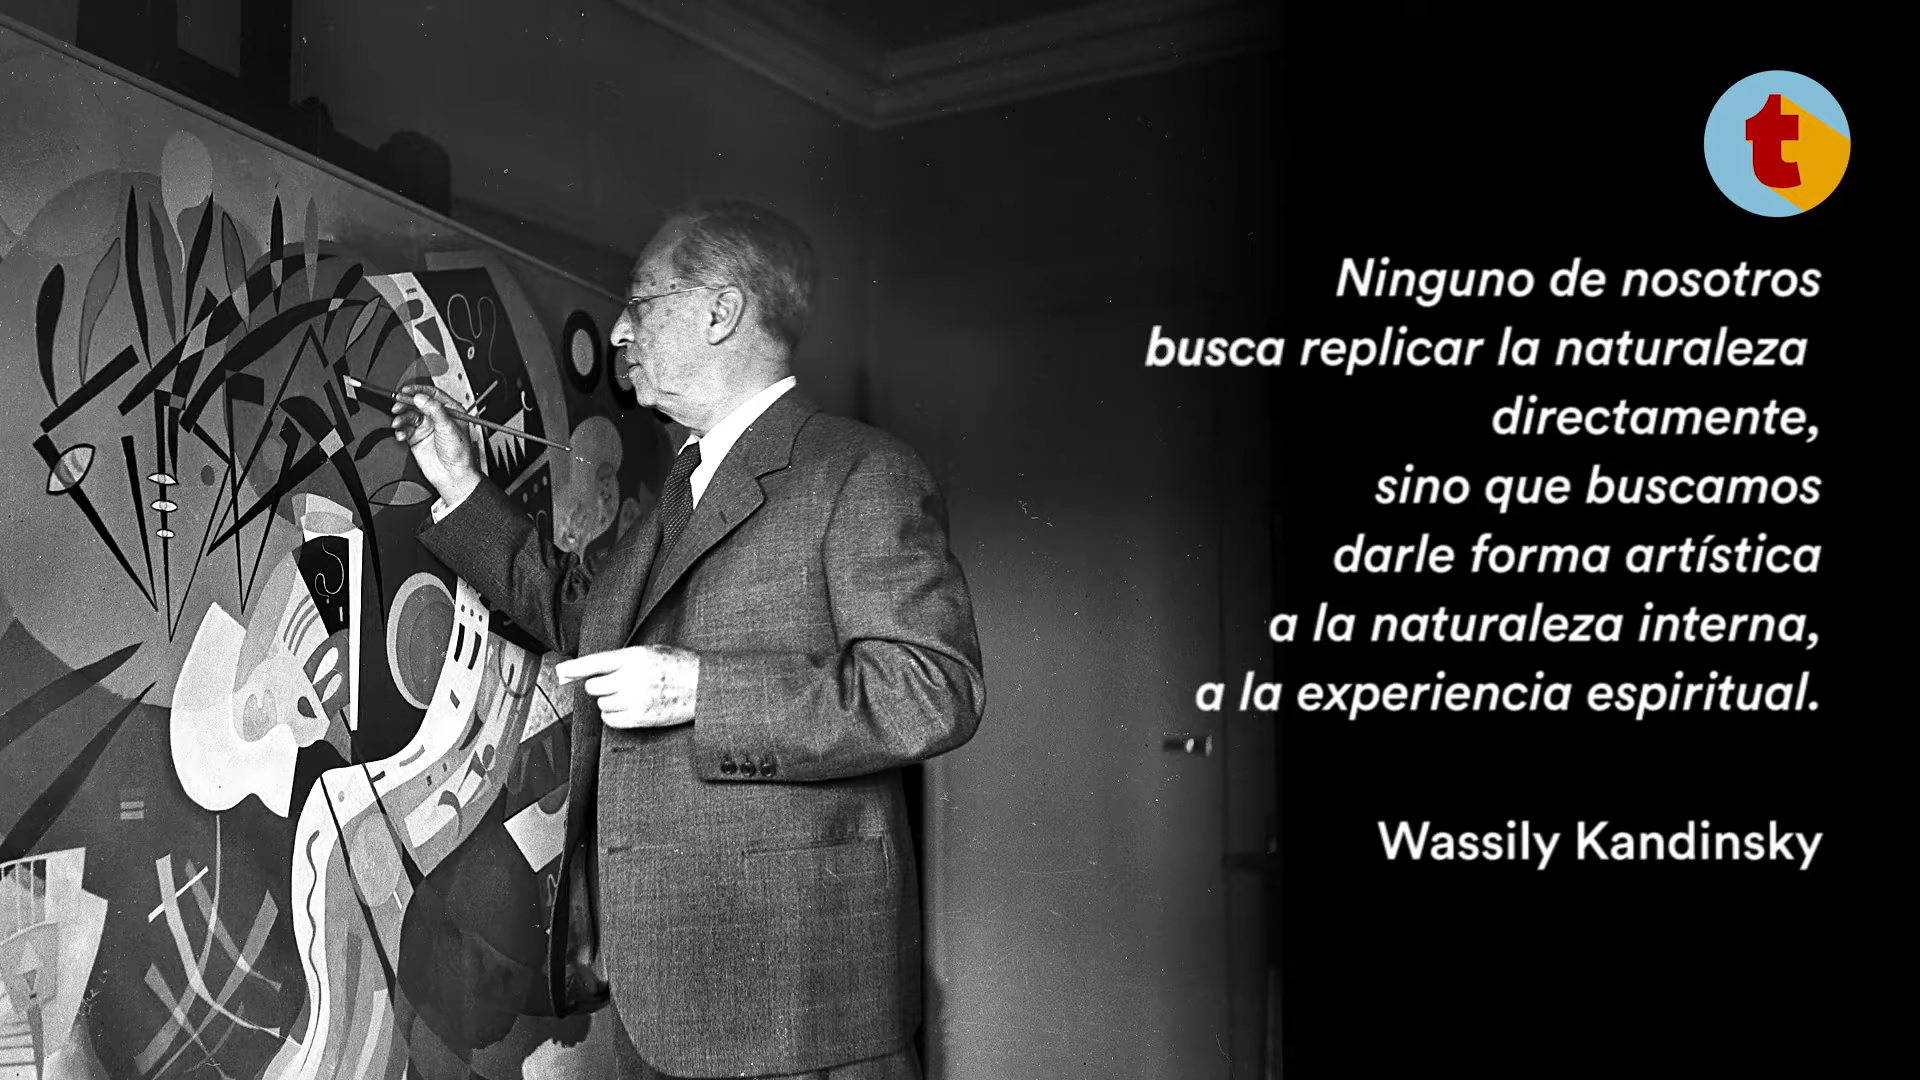 t
Ninguno de nosotros
busca replicar la naturaleza
directamente,
sino que buscamos
darle forma artística
a la naturaleza interna,
a la experiencia espiritual.
Wassily Kandinsky